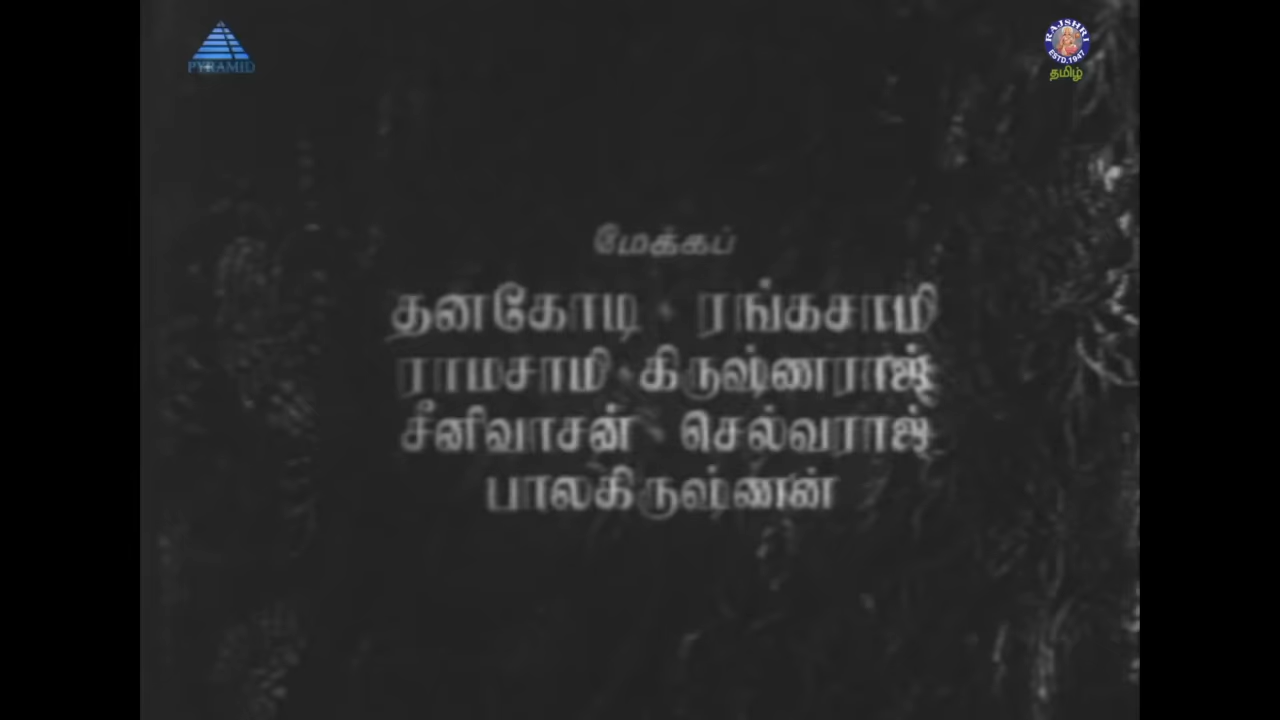 PYRAMID
RAJSHRI
ESTD.1947
தமிழ்
மேக்கப்
தனகோடி · ரங்கசாமி
ராமசாமி · கிருஷ்ணராஜ்
சீனிவாசன் · செல்வராஜ்
பாலகிருஷ்ணன்